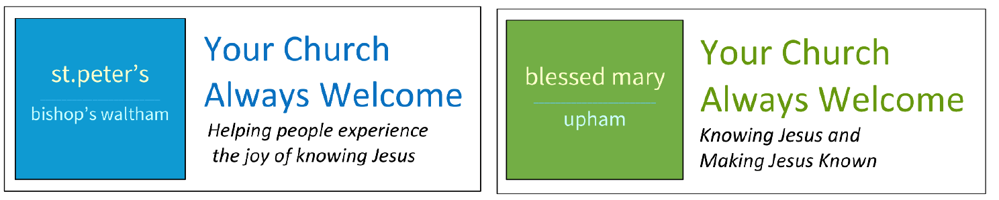 st.peter's
bishop's waltham
Your Church
Always Welcome
Helping people experience
the joy of knowing Jesus
blessed mary
upham
Your Church
Always Welcome
Knowing Jesus and
Making Jesus Known